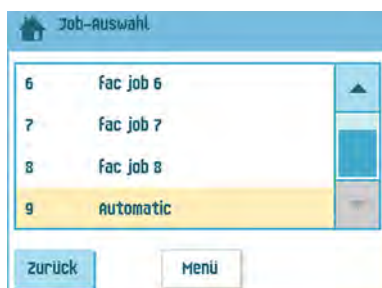 Job-Auswahl
6 fac job 6
7 fac job 7
8 fac job 8
9 Automatic
Zurück Menü